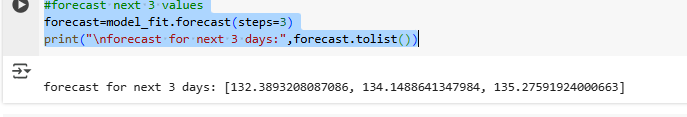 #forecast next 3 values
forecast=model_fit.forecast(steps=3)
print("\nforecast for next 3 days:",forecast.tolist())
forecast for next 3 days: [132.3893208087086, 134.1488641347984, 135.27591924000663]